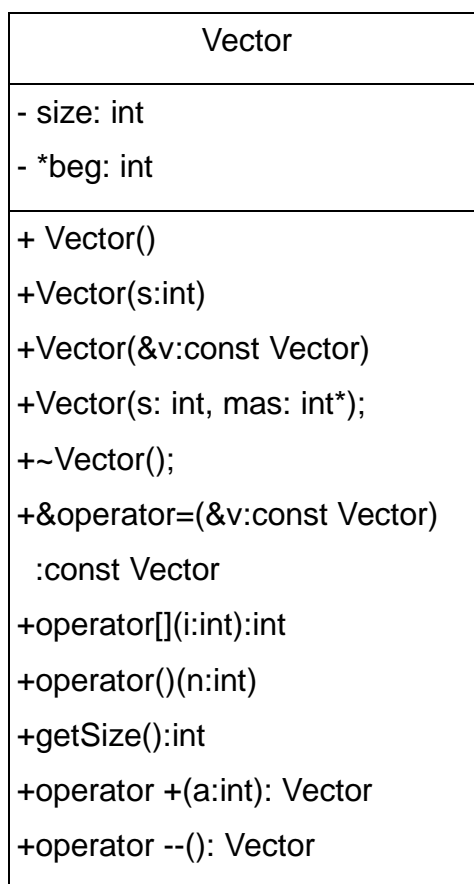 Vector
- size: int
- *beg: int
+ Vector()
+Vector(s:int)
+Vector(&v:const Vector)
+Vector(s: int, mas: int*);
+~Vector();
+&operator=(&v:const Vector)
:const Vector
+operator[](i:int):int
+operator()(n:int)
+getSize():int
+operator +(a:int): Vector
+operator --(): Vector